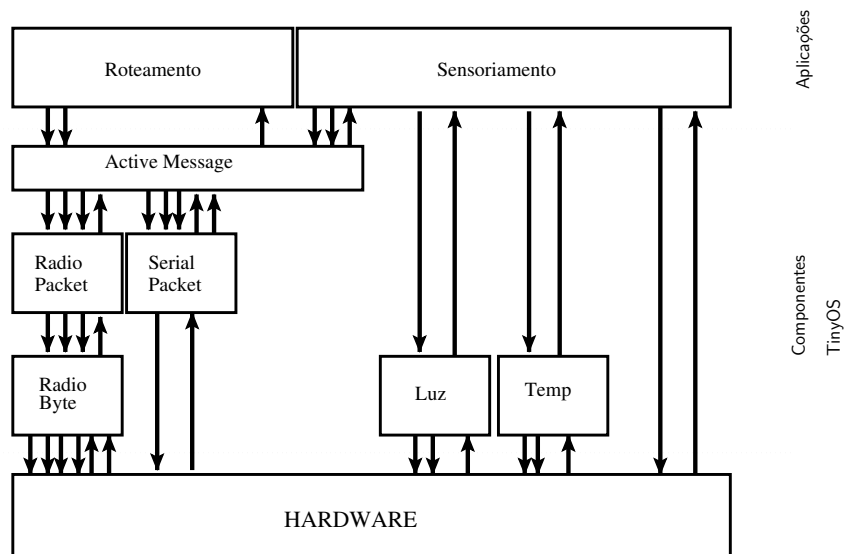 Roteamento
Sensoriamento
Aplicações
Active Message
Radio
Packet
Serial
Packet
Componentes
TinyOS
Radio
Byte
Luz
Temp
HARDWARE